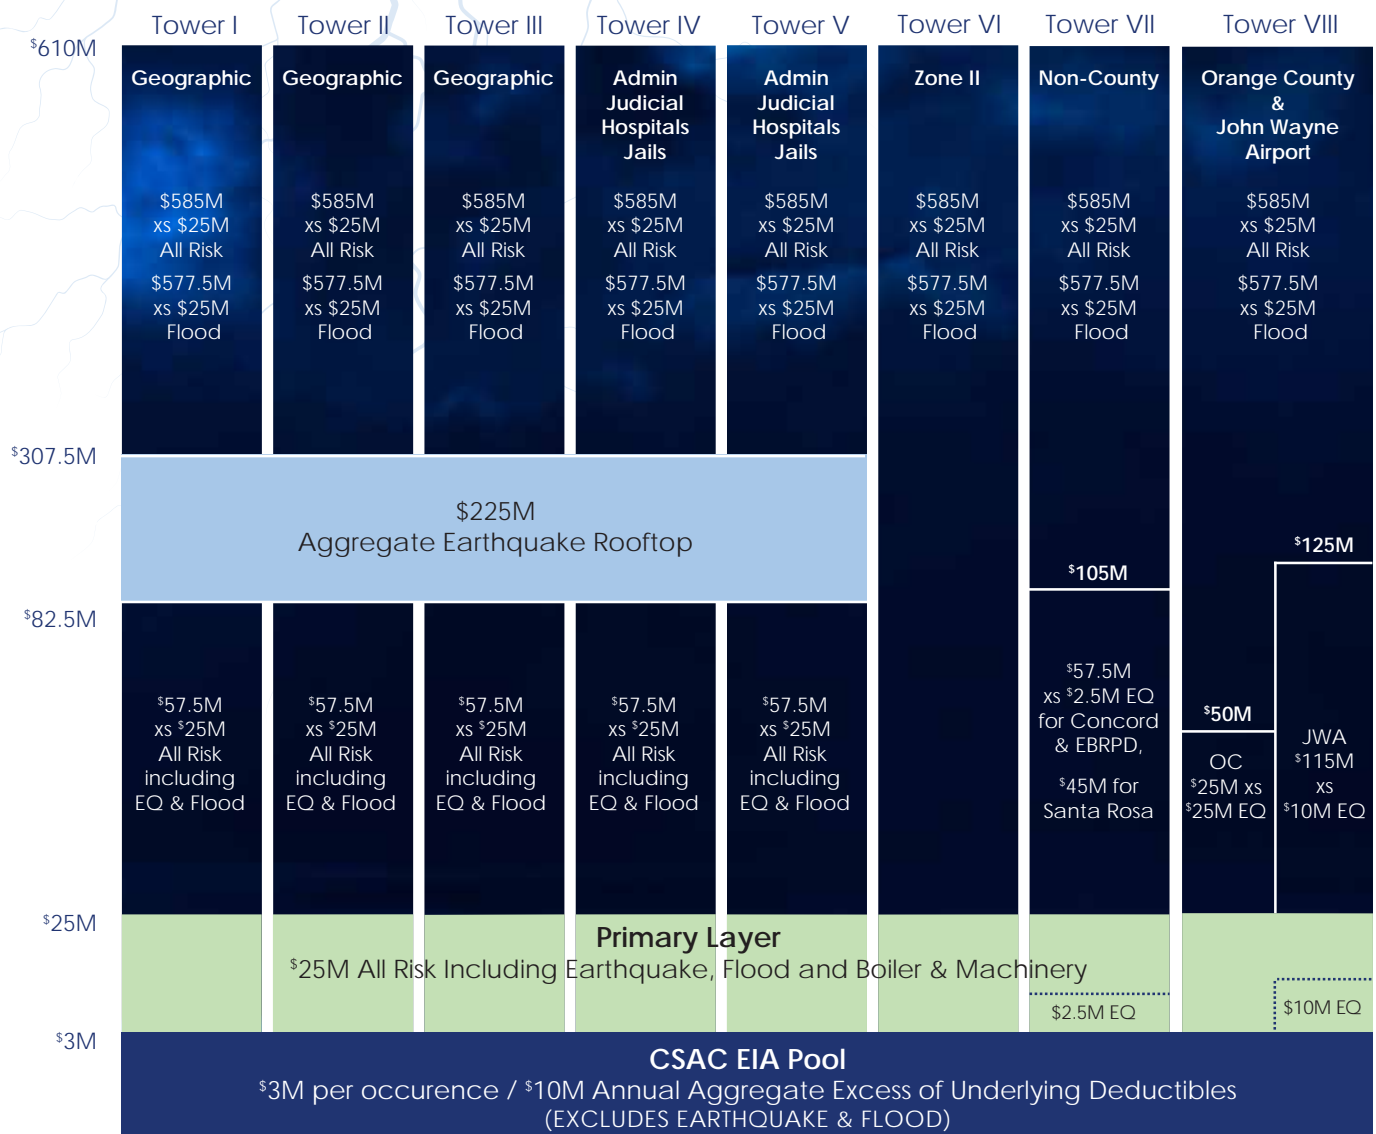 Tower I
Tower II
Tower III
Tower IV
Tower V
Tower VI
Tower VII
Tower VIII
$610M
Geographic
$585M
xs $25M
All Risk
$577.5M
xs $25M
Flood
Geographic
$585M
xs $25M
All Risk
$577.5M
xs $25M
Flood
Geographic
$585M
xs $25M
All Risk
$577.5M
xs $25M
Flood
Admin
Judicial
Hospitals
Jails
$585M
xs $25M
All Risk
$577.5M
xs $25M
Flood
Admin
Judicial
Hospitals
Jails
$585M
xs $25M
All Risk
$577.5M
xs $25M
Flood
Zone II
$585M
xs $25M
All Risk
$577.5M
xs $25M
Flood
Non-County
$585M
xs $25M
All Risk
$577.5M
xs $25M
Flood
Orange County
&
John Wayne
Airport
$585M
xs $25M
All Risk
$577.5M
xs $25M
Flood
$307.5M
$225M
Aggregate Earthquake Rooftop
$82.5M
$57.5M
xs $25M
All Risk
including
EQ & Flood
$57.5M
xs $25M
All Risk
including
EQ & Flood
$57.5M
xs $25M
All Risk
including
EQ & Flood
$57.5M
xs $25M
All Risk
including
EQ & Flood
$57.5M
xs $25M
All Risk
including
EQ & Flood
$105M
$57.5M
xs $2.5M EQ
for Concord
& EBRPD,
$45M for
Santa Rosa
$50M
OC
$25M xs
$25M EQ
$125M
JWA
$115M
xs
$10M EQ
$25M
Primary Layer
$25M All Risk Including Earthquake, Flood and Boiler & Machinery
$2.5M EQ
$10M EQ
$3M
CSAC EIA Pool
$3M per occurence / $10M Annual Aggregate Excess of Underlying Deductibles
(EXCLUDES EARTHQUAKE & FLOOD)